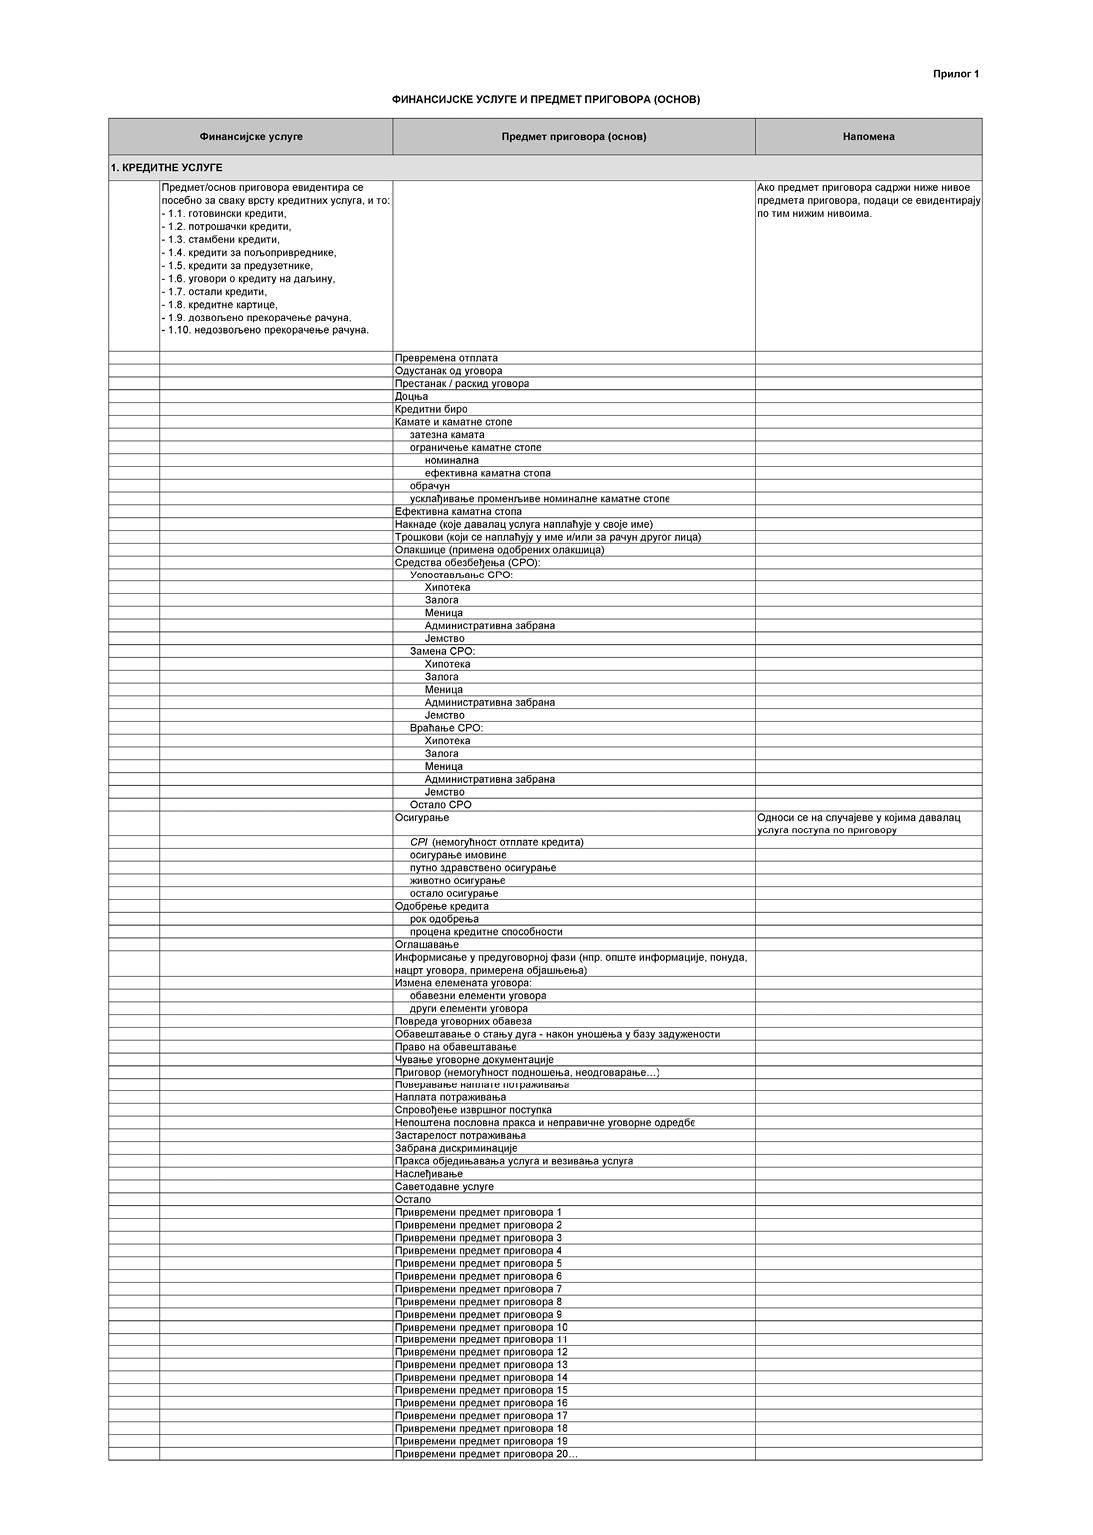 Прилог 1
ФИНАНСИЈСКЕ УСЛУГЕ И ПРЕДМЕТ ПРИГОВОРА (ОСНОВ)
Финансијске услуге
Предмет приговора (основ)
Напомена
1. КРЕДИТНЕ УСЛУГЕ
Предмет/основ приговора евидентира се
посебно за сваку врсту кредитних услуга, и то:
- 1.1. готовински кредити,
- 1.2. потрошачки кредити,
- 1.3. стамбени кредити,
- 1.4. кредити за пољопривреднике,
- 1.5. кредити за предузетнике,
- 1.6. уговори о кредиту на даљину,
- 1.7. остали кредити,
- 1.8. кредитне картице,
- 1.9. дозвољено прекорачење рачуна,
- 1.10. недозвољено прекорачење рачуна.
Ако предмет приговора садржи ниже нивое
предмета приговора, подаци се евидентирају
по тим нижим нивоима.
Превремена отплата
Одустанак од уговора
Престанак / раскид уговора
Доцња
Кредитни биро
Камате и каматне стопе
затезна камата
ограничење каматне стопе
номинална
ефективна каматна стопа
обрачун
усклађивање променљиве номиналне каматне стопе
Ефективна каматна стопа
Накнаде (које давалац услуга наплаћује у своје име)
Трошкови (који се наплаћују у име и/или за рачун другог лица)
Олакшице (примена одобрених олакшица)
Средства обезбеђења (СРО):
Успостављање СРО:
Хипотека
Залога
Меница
Административна забрана
Јемство
Замена СРО:
Хипотека
Залога
Меница
Административна забрана
Јемство
Враћање СРО:
Хипотека
Залога
Меница
Административна забрана
Јемство
Остало СРО
Осигурање
Односи се на случајеве у којима давалац
услуга поступа по приговору
CPI (немогућност отплате кредита)
осигурање имовине
путно здравствено осигурање
животно осигурање
остало осигурање
Одобрење кредита
рок одобрења
процена кредитне способности
Оглашавање
Информисање у предуговорној фази (нпр. опште информације, понуда,
нацрт уговора, примерена објашњења)
Измена елемената уговора:
обавезни елементи уговора
други елементи уговора
Повреда уговорних обавеза
Обавештавање о стању дуга - након уношења у базу задужености
Право на обавештавање
Чување уговорне документације
Приговор (немогућност подношења, неодговарање...)
Поверавање наплате потраживања
Наплата потраживања
Спровођење извршног поступка
Непоштена пословна пракса и неправичне уговорне одредбе
Застарелост потраживања
Забрана дискриминације
Пракса обједињавања услуга и везивања услуга
Наслеђивање
Саветодавне услуге
Остало
Привремени предмет приговора 1
Привремени предмет приговора 2
Привремени предмет приговора 3
Привремени предмет приговора 4
Привремени предмет приговора 5
Привремени предмет приговора 6
Привремени предмет приговора 7
Привремени предмет приговора 8
Привремени предмет приговора 9
Привремени предмет приговора 10
Привремени предмет приговора 11
Привремени предмет приговора 12
Привремени предмет приговора 13
Привремени предмет приговора 14
Привремени предмет приговора 15
Привремени предмет приговора 16
Привремени предмет приговора 17
Привремени предмет приговора 18
Привремени предмет приговора 19
Привремени предмет приговора 20...